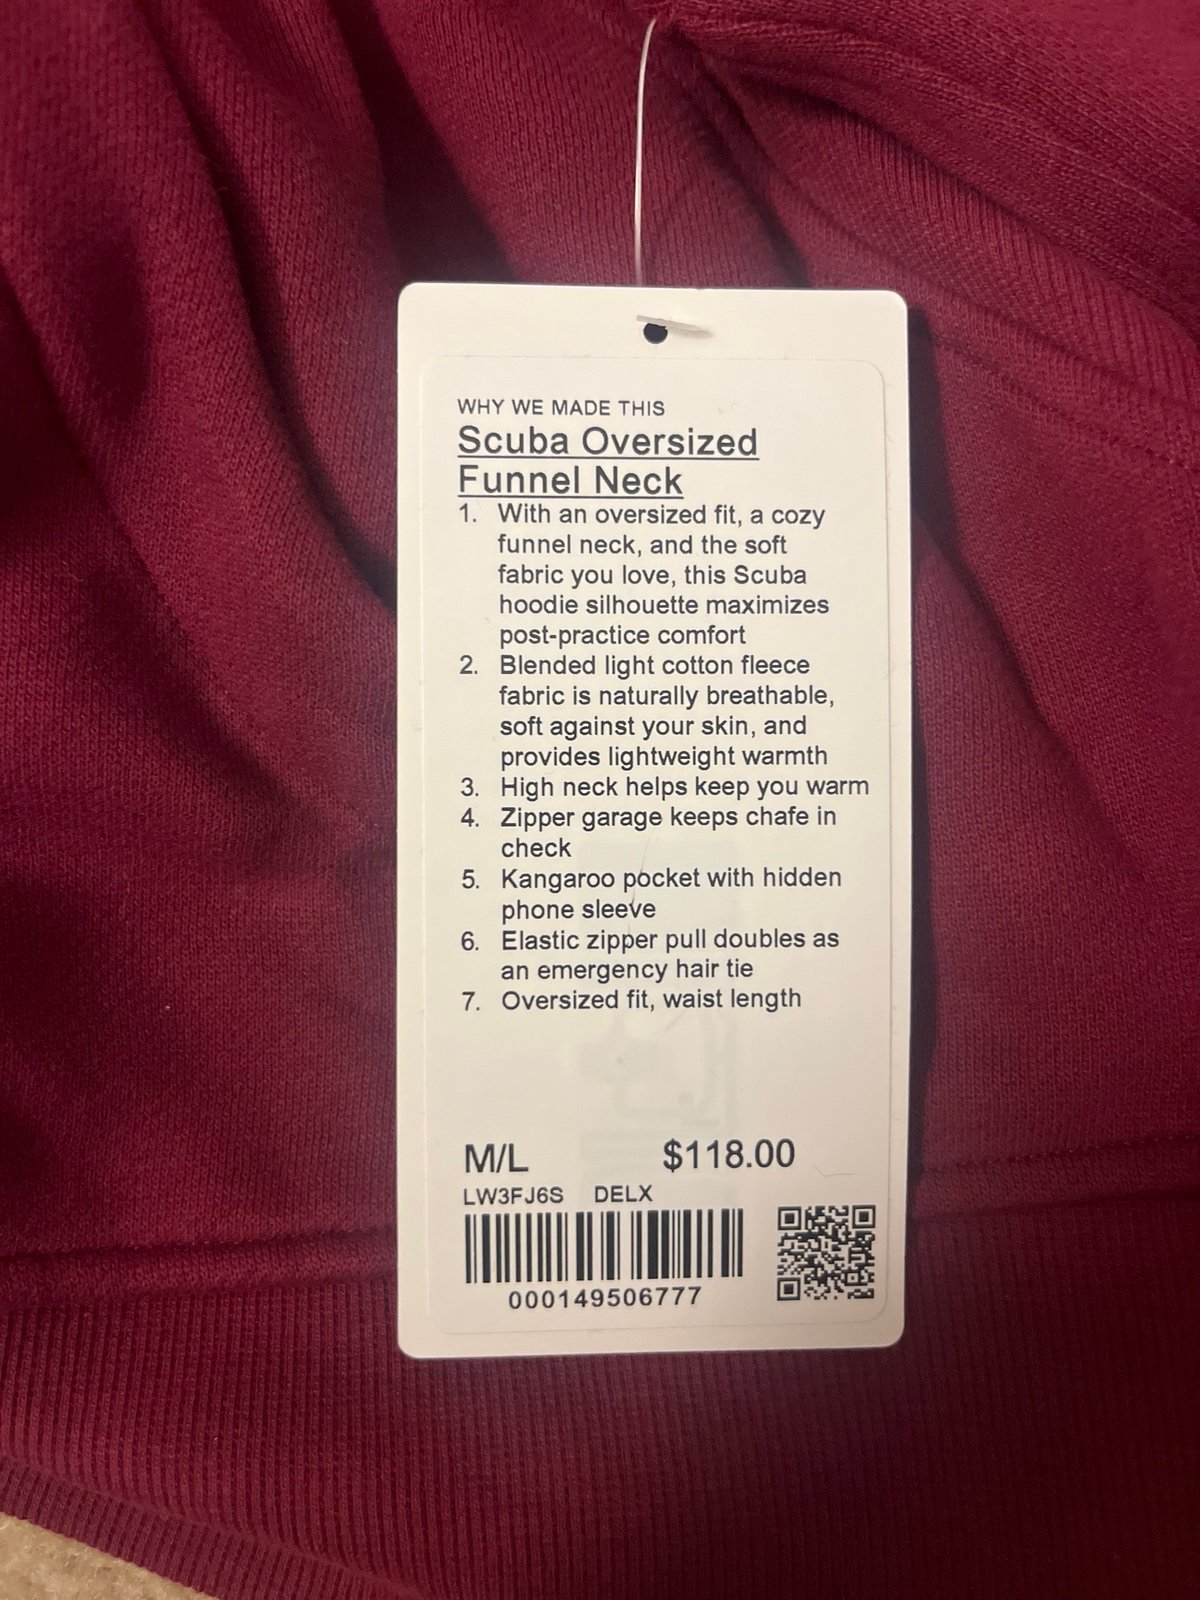 WHY WE MADE THIS
Scuba Oversized
Funnel Neck
1. With an oversized fit, a cozy
funnel neck, and the soft
fabric you love, this Scuba
hoodie silhouette maximizes
post-practice comfort
2. Blended light cotton fleece
fabric is naturally breathable,
soft against your skin, and
provides lightweight warmth
3. High neck helps keep you warm
4. Zipper garage keeps chafe in
check
5. Kangaroo pocket with hidden
phone sleeve
6. Elastic zipper pull doubles as
an emergency hair tie
7. Oversized fit, waist length
M/L $118.00
LW3FJ6S DELX
000149506777